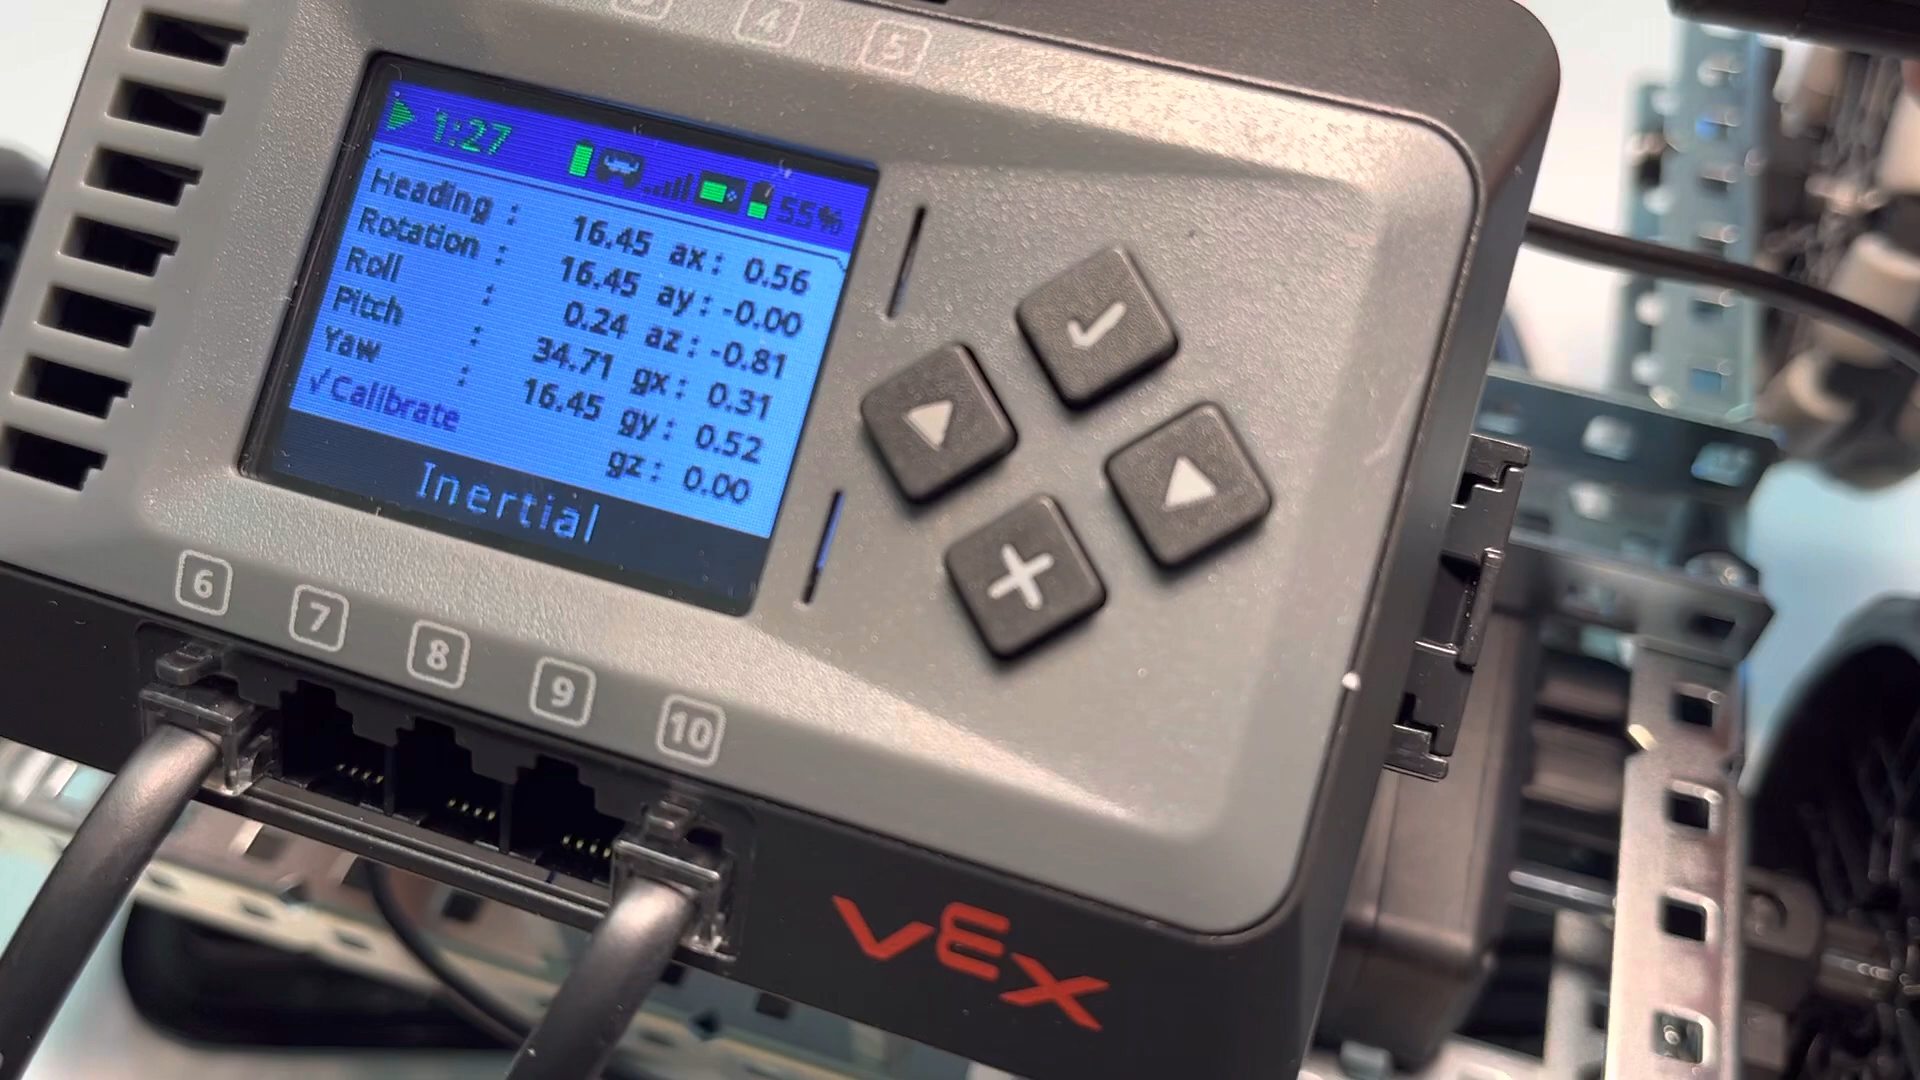 3 4 5
1:27 55%
Heading : 16.45 ax: 0.56
Rotation : 16.45 ay: -0.00
Roll : 0.24 az: -0.81
Pitch : 34.71 gx: 0.31
Yaw : 16.45 gy: 0.52
√Calibrate gz: 0.00
Inertial
6 7 8 9 10
VEX